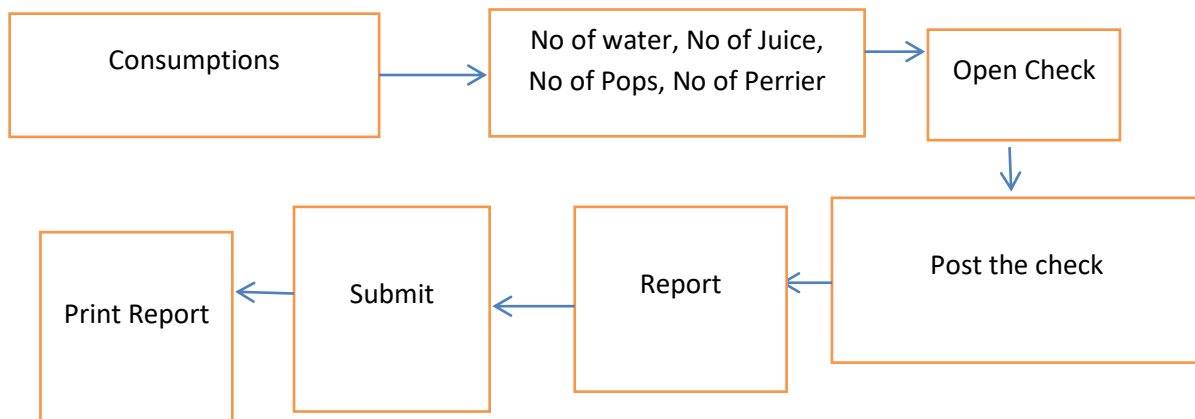 Consumptions
No of water, No of Juice,
No of Pops, No of Perrier
Open Check
Post the check
Report
Submit
Print Report